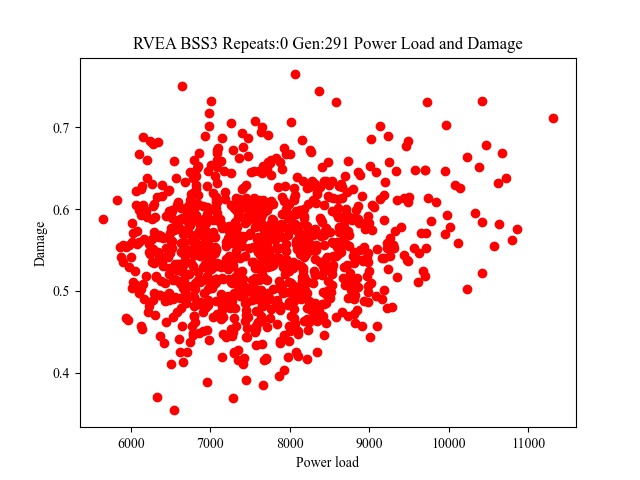 RVEA BSS3 Repeats:0 Gen:291 Power Load and Damage
0.7
0.6
0.5
0.4
Damage
6000 7000 8000 9000 10000 11000
Power load